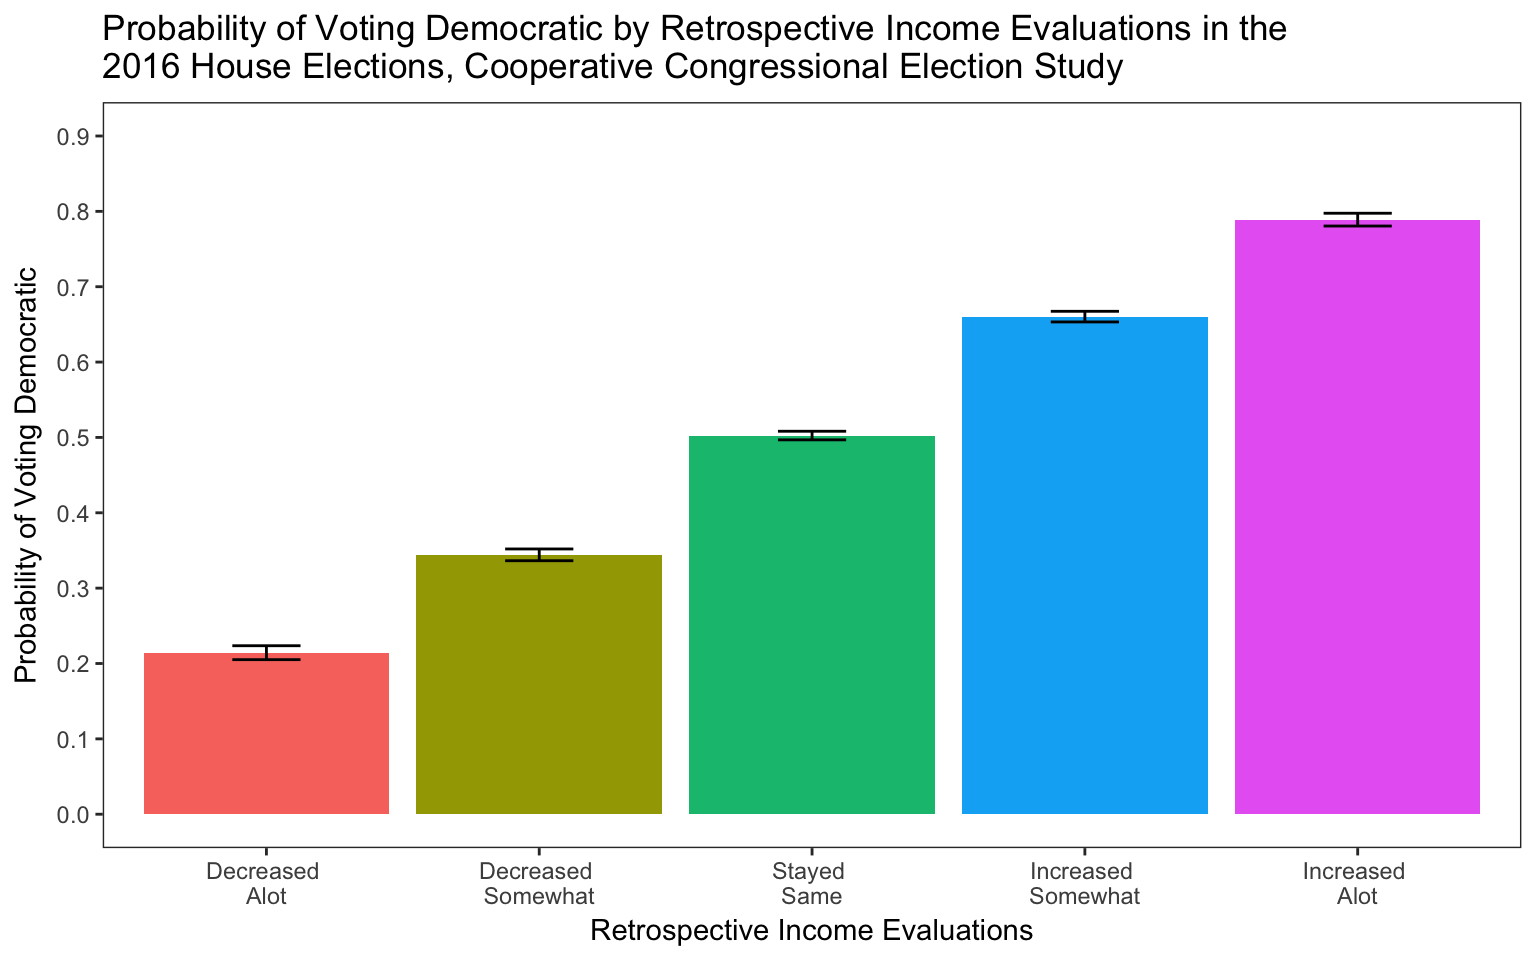 Probability of Voting Democratic by Retrospective Income Evaluations in the
2016 House Elections, Cooperative Congressional Election Study
Probability of Voting Democratic
0.9
0.8
0.7
0.6
0.5
0.4
0.3
0.2
0.1
0.0
Decreased
Alot
Decreased
Somewhat
Stayed
Same
Increased
Somewhat
Increased
Alot
Retrospective Income Evaluations